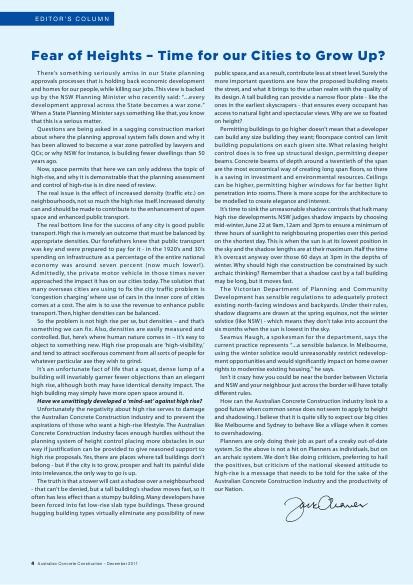 EDITOR'S COLUMN
Fear of Heights – Time for our Cities to Grow Up?
There's something seriously amiss in our State planning
approvals processes that is holding back economic development
and homes for our people, while killing our jobs. This view is backed
up by the NSW Planning Minister who recently said: "...every
development approval across the State becomes a war zone."
When a State Planning Minister says something like that, you know
that this is a serious matter.
Questions are being asked in a sagging construction market
about where the planning approval system falls down and why it
has been allowed to become a war zone patrolled by lawyers and
QCs; or why NSW for instance, is building fewer dwellings than 50
years ago.
Now, space permits that here we can only address the topic of
high-rise, and why it is demonstrable that the planning assessment
and control of high-rise is in dire need of review.
The real issue is the effect of increased density (traffic etc.) on
neighbourhoods, not so much the high rise itself. Increased density
can and should be made to contribute to the enhancement of open
space and enhanced public transport.
The real bottom line for the success of any city is good public
transport. High rise is merely an outcome that must be balanced by
appropriate densities. Our forefathers knew that public transport
was key and were prepared to pay for it - in the 1920's and 30's
spending on infrastructure as a percentage of the entire national
economy was around seven percent (now much lower!).
Admittedly, the private motor vehicle in those times never
approached the impact it has on our cities today. The solution that
many overseas cities are using to fix the city traffic problem is
'congestion charging' where use of cars in the inner core of cities
comes at a cost. The aim is to use the revenue to enhance public
transport. Then, higher densities can be balanced.
So the problem is not high rise per se, but densities – and that's
something we can fix. Also, densities are easily measured and
controlled. But, here's where human nature comes in – it's easy to
object to something new. High rise proposals are 'high-visibility,'
and tend to attract vociferous comment from all sorts of people for
whatever particular axe they wish to grind.
It's an unfortunate fact of life that a squat, dense lump of a
building will invariably garner fewer objections than an elegant
high rise, although both may have identical density impact. The
high building may simply have more open space around it.
Have we unwittingly developed a 'mind-set' against high rise?
Unfortunately the negativity about high rise serves to damage
the Australian Concrete Construction industry and to prevent the
aspirations of those who want a high-rise lifestyle. The Australian
Concrete Construction industry faces enough hurdles without the
planning system of height control placing more obstacles in our
way if justification can be provided to give reasoned support to
high rise proposals. Yes, there are places where tall buildings don't
belong - but if the city is to grow, prosper and halt its painful slide
into irrelevance, the only way to go is up.
The truth is that a tower will cast a shadow over a neighbourhood
- that can't be denied, but a tall building's shadow moves fast, so it
often has less effect than a stumpy building. Many developers have
been forced into fat low-rise slab type buildings. These ground
hugging building types virtually eliminate any possibility of new
public space, and as a result, contribute less at street level. Surely the
more important questions are how the proposed building meets
the street, and what it brings to the urban realm with the quality of
its design. A tall building can provide a narrow floor plate - like the
ones in the earliest skyscrapers - that ensures every occupant has
access to natural light and spectacular views. Why are we so fixated
on height?
Permitting buildings to go higher doesn't mean that a developer
can build any size building they want; floorspace control can limit
building populations on each given site. What relaxing height
control does is to free up structural design, permitting deeper
beams. Concrete beams of depth around a twentieth of the span
are the most economical way of creating long span floors, so there
is a saving in investment and environmental resources. Ceilings
can be higher, permitting higher windows for better light
penetration into rooms. There is more scope for the architecture to
be modelled to create elegance and interest.
It's time to sink the unreasonable shadow controls that halt many
high rise developments. NSW judges shadow impacts by choosing
mid-winter, June 22 at 9am, 12am and 3pm to ensure a minimum of
three hours of sunlight to neighbouring properties over this period
on the shortest day. This is when the sun is at its lowest position in
the sky and the shadow lengths are at their maximum. Half the time
it's overcast anyway over those 60 days at 3pm in the depths of
winter. Why should high rise construction be constrained by such
archaic thinking? Remember that a shadow cast by a tall building
may be long, but it moves fast.
The Victorian Department of Planning and Community
Development has sensible regulations to adequately protect
existing north-facing windows and backyards. Under their rules,
shadow diagrams are drawn at the spring equinox, not the winter
solstice (like NSW) - which means they don't take into account the
six months when the sun is lowest in the sky.
Seamus Haugh, a spokesman for the department, says the
current practice represents "...a sensible balance. In Melbourne,
using the winter solstice would unreasonably restrict redevelop-
ment opportunities and would significantly impact on home owner
rights to modernise existing housing," he says.
Isn't it crazy how you could be near the border between Victoria
and NSW and your neighbour just across the border will have totally
different rules.
How can the Australian Concrete Construction industry look to a
good future when common sense does not seem to apply to height
and shadowing. I believe that it is quite silly to expect our big cities
like Melbourne and Sydney to behave like a village when it comes
to overshadowing.
Planners are only doing their job as part of a creaky out-of-date
system. So the above is not a hit on Planners as individuals, but on
an archaic system. We don't like doing criticism, preferring to hail
the positives, but criticism of the national skewed attitude to
high-rise is a message that needs to be told for the sake of the
Australian Concrete Construction industry and the productivity of
our Nation.
4 Australian Concrete Construction - December 2011